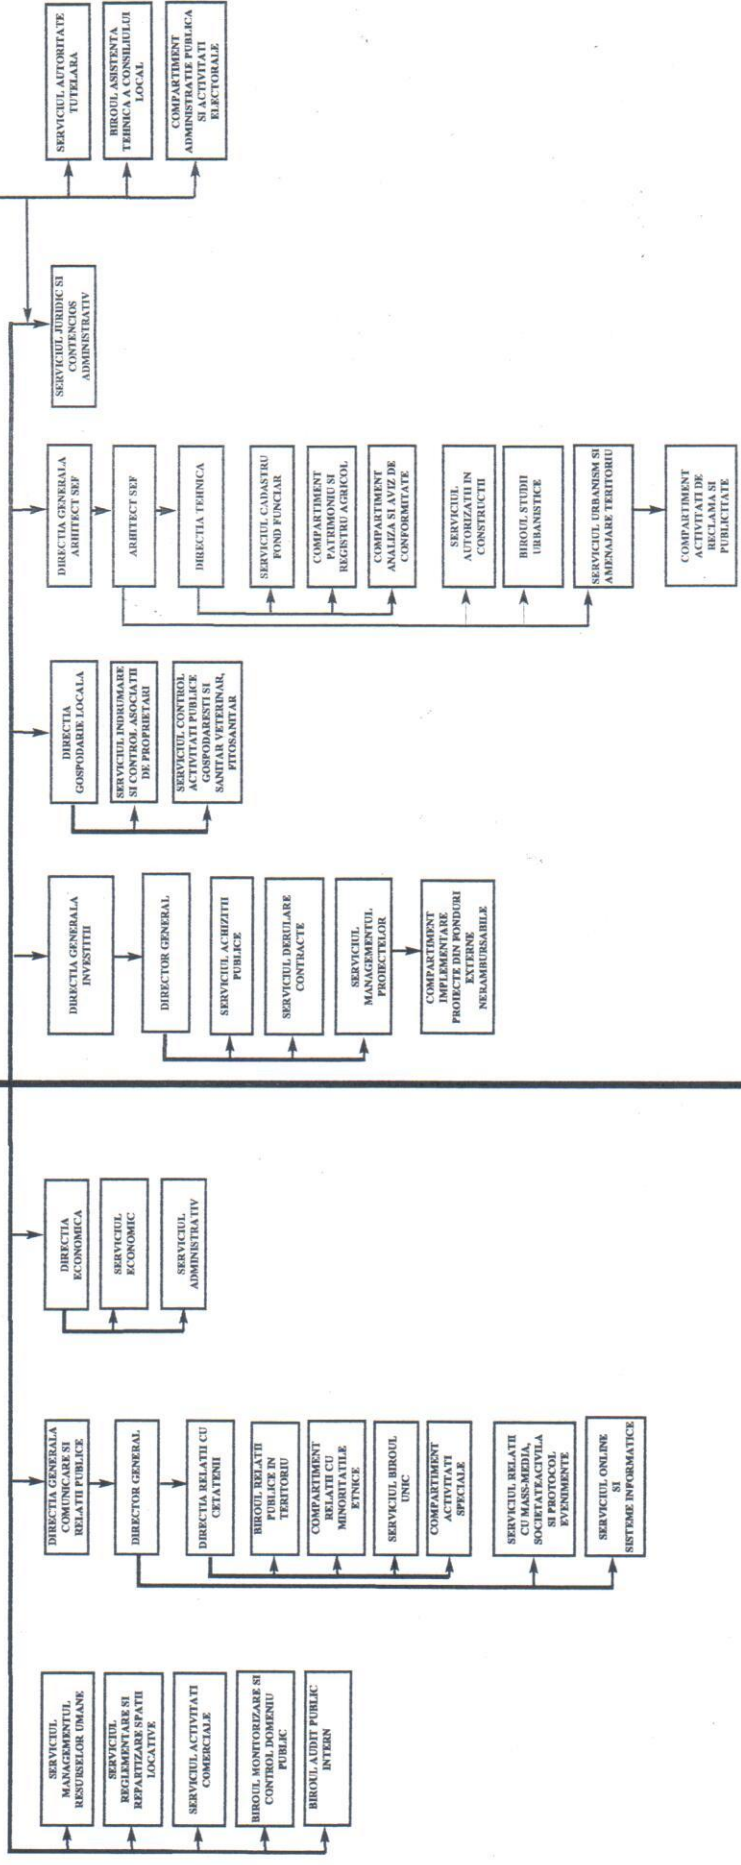 SERVICIUL
MANAGEMENTUL
RESURSELOR UMANE
SERVICIUL
REGLEMENTARE SI
REPARTIZARE SPATII
LOCATIVE
SERVICIUL ACTIVITATI
COMERCIALE
BIROUL MONITORIZARE SI
CONTROL DOMENIU
PUBLIC
BIROUL AUDIT PUBLIC
INTERN
DIRECTIA GENERALA
COMUNICARE SI
RELATII PUBLICE
DIRECTOR GENERAL
DIRECTIA RELATII CU
CETATENII
BIROUL RELATII
PUBLICE IN
TERITORIU
COMPARTIMENT
RELATII CU
MINORITATILE
ETNICE
SERVICIUL BIROUL
UNIC
COMPARTIMENT
ACTIVITATI
SPECIALE
SERVICIUL RELATII
CU MASS-MEDIA,
SOCIETATEACIVILA
SI PROTOCOL
EVENIMENTE
SERVICIUL ONLINE
SI
SISTEME INFORMATICE
DIRECTIA
ECONOMICA
SERVICIUL
ECONOMIC
SERVICIUL
ADMINISTRATIV
DIRECTIA GENERALA
INVESTITII
DIRECTOR GENERAL
SERVICIUL ACHIZITII
PUBLICE
SERVICIUL DERULARE
CONTRACTE
SERVICIUL
MANAGEMENTUL
PROIECTELOR
COMPARTIMENT
IMPLEMENTARE
PROIECTE DIN FONDURI
EXTERNE
NERAMBURSABILE
DIRECTIA
GOSPODARIE LOCALA
SERVICIUL INDRUMARE
SI CONTROL ASOCIATII
DE PROPRIETARI
SERVICIUL CONTROL
ACTIVITATI PUBLICE
GOSPODARESTI SI
SANITAR VETERINAR,
FITOSANITAR
DIRECTIA GENERALA
ARHITECT SEF
ARHITECT SEF
DIRECTIA TEHNICA
SERVICIUL CADASTRU
FOND FUNCIAR
COMPARTIMENT
PATRIMONIU SI
REGISTRU AGRICOL
COMPARTIMENT
ANALIZA SI AVIZ DE
CONFORMITATE
SERVICIUL
AUTORIZATII IN
CONSTRUCTII
BIROUL STUDII
URBANISTICE
SERVICIUL URBANISM SI
AMENAJARE TERITORIU
COMPARTIMENT
ACTIVITATI DE
RECLAMA SI
PUBLICITATE
SERVICIUL JURIDIC SI
CONTENCIOS
ADMINISTRATIV
SERVICIUL AUTORITATE
TUTELARA
BIROUL ASISTENTA
TEHNICA A CONSILIULUI
LOCAL
COMPARTIMENT
ADMINISTRATIE PUBLICA
SI ACTIVITATI
ELECTORALE